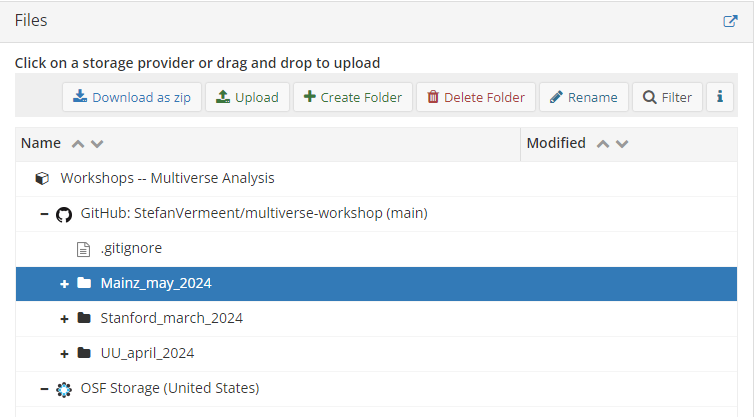 Files
Click on a storage provider or drag and drop to upload
Download as zip Upload Create Folder Delete Folder Rename Filter i
Name Modified
Workshops -- Multiverse Analysis
GitHub: StefanVermeent/multiverse-workshop (main)
.gitignore
Mainz_may_2024
Stanford_march_2024
UU_april_2024
OSF Storage (United States)